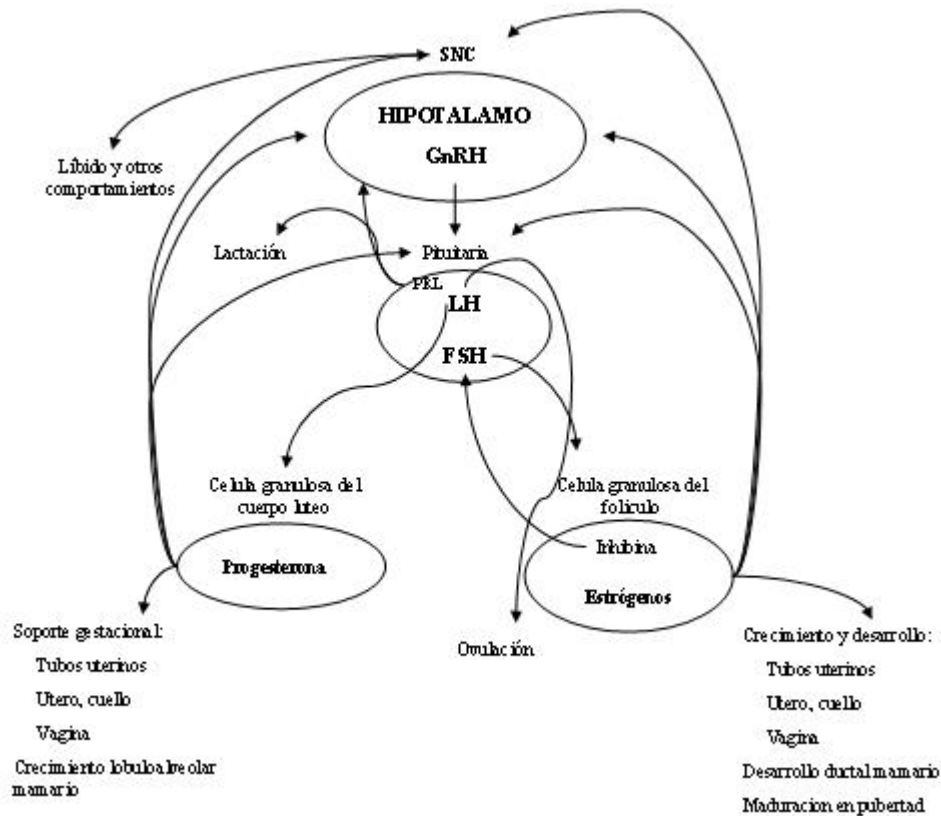 SNC
HIPOTALAMO
GnRH
Líbido y otros
comportamientos
Lactación
Pituitaria
PRL
LH
FSH
Celula granulosa del
cuerpo luteo
Celula granulosa del
foliculo
Progesterona
Inhibina
Estrógenos
Soporte gestacional:
Tubos uterinos
Utero, cuello
Vagina
Crecimiento lobuloalveolar
mamario
Ovulación
Crecimiento y desarrollo:
Tubos uterinos
Utero, cuello
Vagina
Desarrollo ductal mamario
Maduracion en pubertad